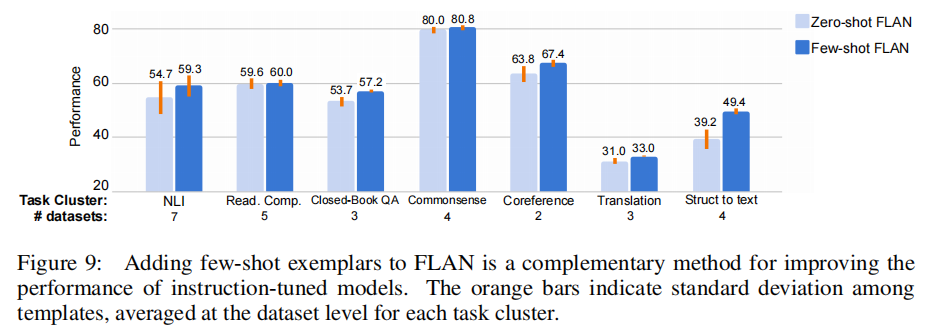 80
60
40
20
Performance
54.7 59.3 59.6 60.0 53.7 57.2 80.0 80.8 63.8 67.4 31.0 33.0 39.2 49.4
Zero-shot FLAN
Few-shot FLAN
Task Cluster: NLI Read. Comp. Closed-Book QA Commonsense Coreference Translation Struct to text
# datasets: 7 5 3 4 2 3 4
Figure 9: Adding few-shot exemplars to FLAN is a complementary method for improving the
performance of instruction-tuned models. The orange bars indicate standard deviation among
templates, averaged at the dataset level for each task cluster.